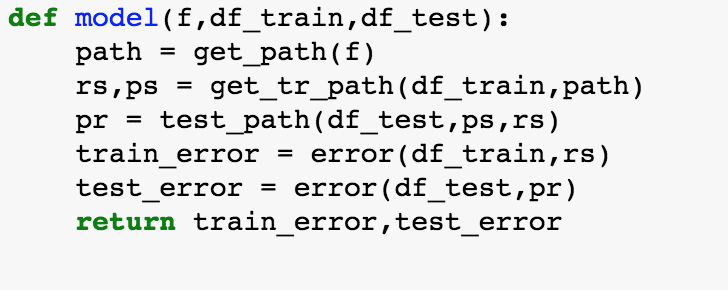 def model(f,df_train,df_test):
    path = get_path(f)
    rs,ps = get_tr_path(df_train,path)
    pr = test_path(df_test,ps,rs)
    train_error = error(df_train,rs)
    test_error = error(df_test,pr)
    return train_error,test_error